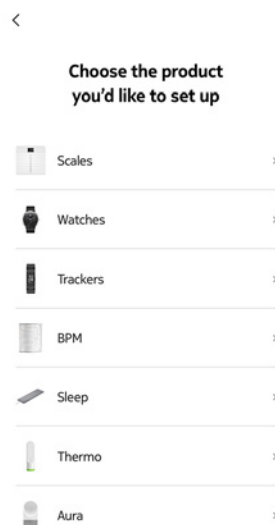 Choose the product
you'd like to set up
Scales
Watches
Trackers
BPM
Sleep
Thermo
Aura